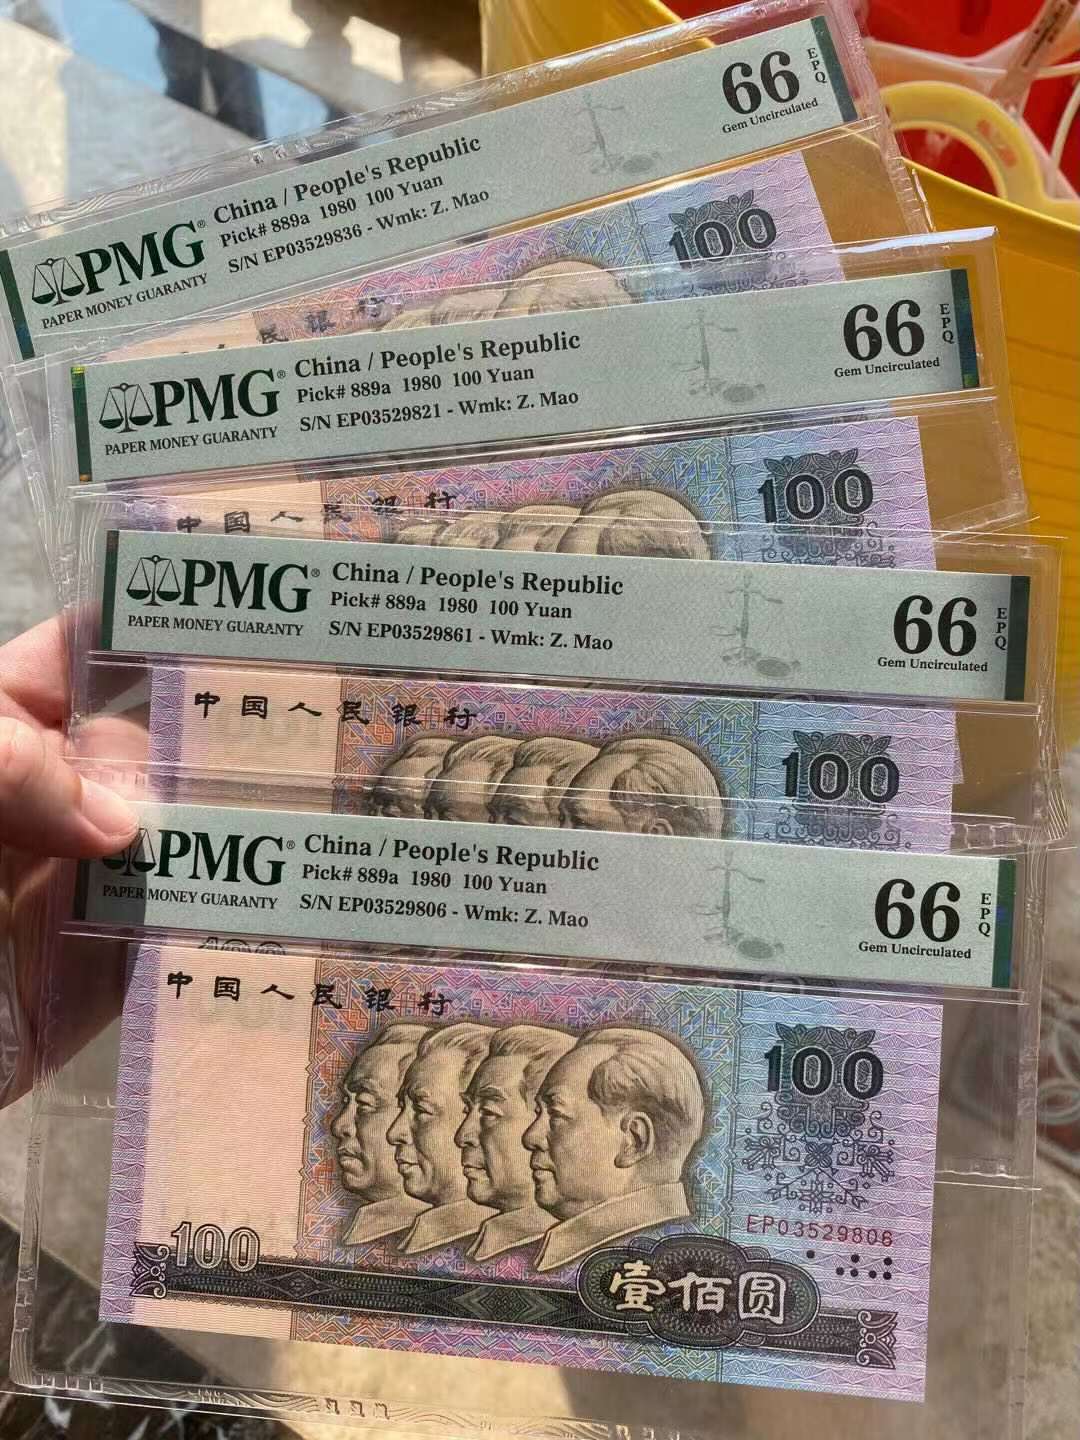 PMG®
PAPER MONEY GUARANTY
China / People's Republic
Pick# 889a 1980 100 Yuan
S/N EP03529836 - Wmk: Z. Mao
66
EPQ
Gem Uncirculated
民银行
100
PMG®
PAPER MONEY GUARANTY
China / People's Republic
Pick# 889a 1980 100 Yuan
S/N EP03529821 - Wmk: Z. Mao
66
EPQ
Gem Uncirculated
中国人民银行
100
PMG®
PAPER MONEY GUARANTY
China / People's Republic
Pick# 889a 1980 100 Yuan
S/N EP03529861 - Wmk: Z. Mao
66
EPQ
Gem Uncirculated
中国人民银行
100
PMG®
PAPER MONEY GUARANTY
China / People's Republic
Pick# 889a 1980 100 Yuan
S/N EP03529806 - Wmk: Z. Mao
66
EPQ
Gem Uncirculated
中国人民银行
100
EP03529806
100
壹佰圆